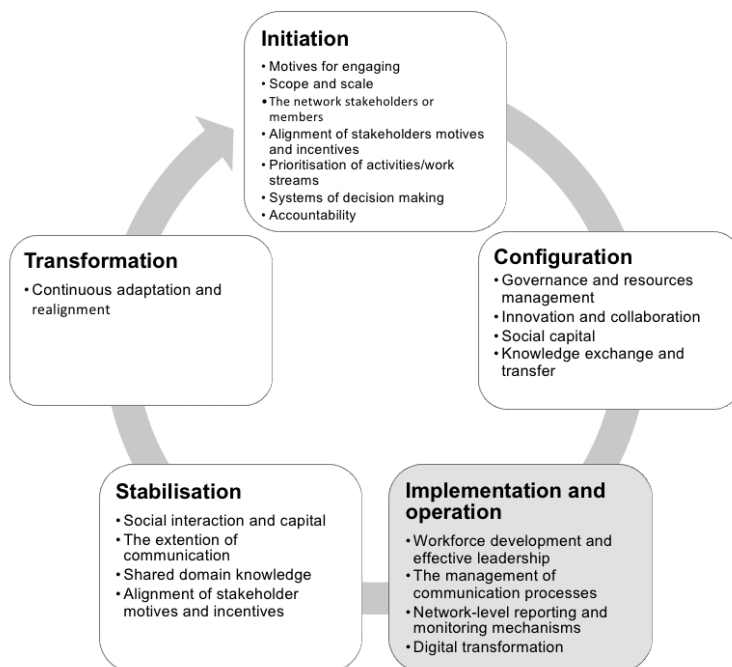 Initiation
• Motives for engaging
• Scope and scale
• The network stakeholders or
members
• Alignment of stakeholders motives
and incentives
• Prioritisation of activities/work
streams
• Systems of decision making
• Accountability
Configuration
• Governance and resources
management
• Innovation and collaboration
• Social capital
• Knowledge exchange and
transfer
Implementation and
operation
• Workforce development and
effective leadership
• The management of
communication processes
• Network-level reporting and
monitoring mechanisms
• Digital transformation
Stabilisation
• Social interaction and capital
• The extention of
communication
• Shared domain knowledge
• Alignment of stakeholder
motives and incentives
Transformation
• Continuous adaptation and
realignment